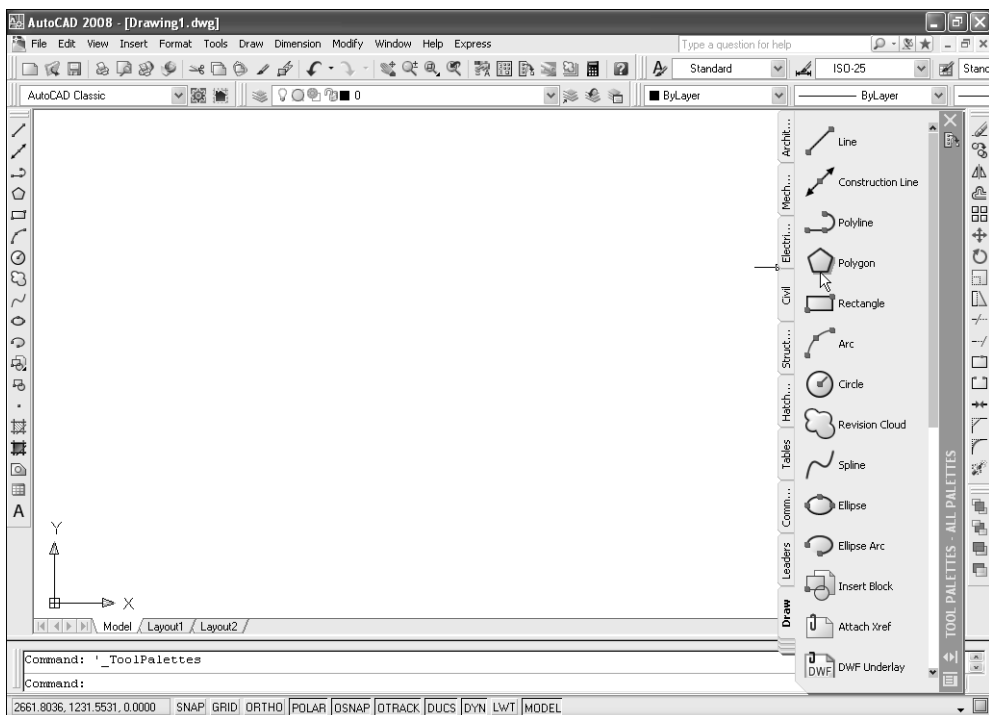 AutoCAD 2008 - [Drawing1.dwg]
File Edit View Insert Format Tools Draw Dimension Modify Window Help Express
Type a question for help
Standard
ISO-25
Stanc
AutoCAD Classic
0
ByLayer
ByLayer
Archit...
Mech...
Electri...
Civil
Struct...
Hatch...
Tables
Comm...
Leaders
Draw
Line
Construction Line
Polyline
Polygon
Rectangle
Arc
Circle
Revision Cloud
Spline
Ellipse
Ellipse Arc
Insert Block
Attach Xref
DWF
DWF Underlay
TOOL PALETTES - ALL PALETTES
A
Y
X
Model Layout1 Layout2
Command: '_ToolPalettes
Command:
2661.8036, 1231.5531, 0.0000 SNAP GRID ORTHO POLAR OSNAP OTRACK DUCS DYN LWT MODEL